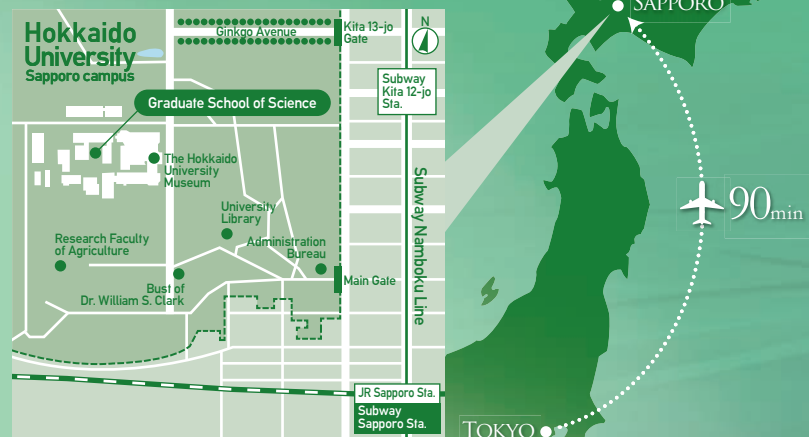 Hokkaido
University
Sapporo campus
Ginkgo Avenue
Kita 13-jo
Gate
N
Subway
Kita 12-jo
Sta.
Graduate School of Science
The Hokkaido
University
Museum
University
Library
Administration
Bureau
Research Faculty
of Agriculture
Bust of
Dr. William S. Clark
Main Gate
Subway Namboku Line
JR Sapporo Sta.
Subway
Sapporo Sta.
SAPPORO
90min
TOKYO